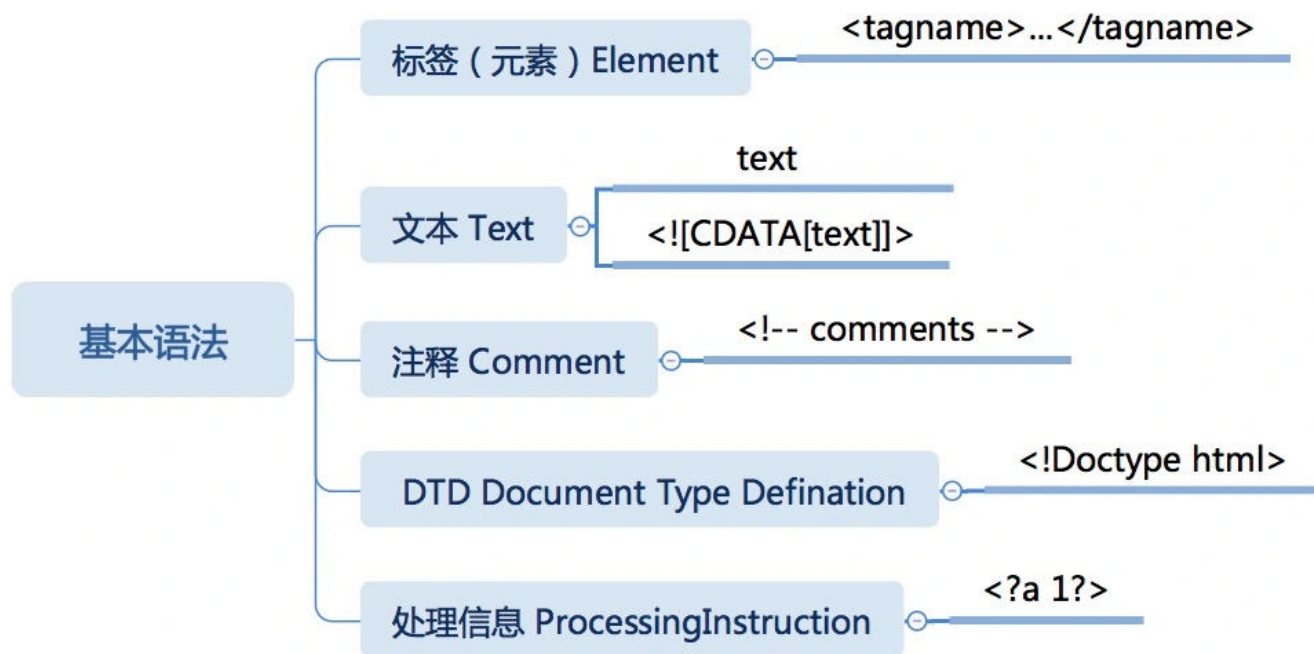 <tagname>...</tagname>
标签（元素）Element
text
文本 Text
<![CDATA[text]]>
基本语法
<!-- comments -->
注释 Comment
<!Doctype html>
DTD Document Type Defination
<?a 1?>
处理信息 ProcessingInstruction